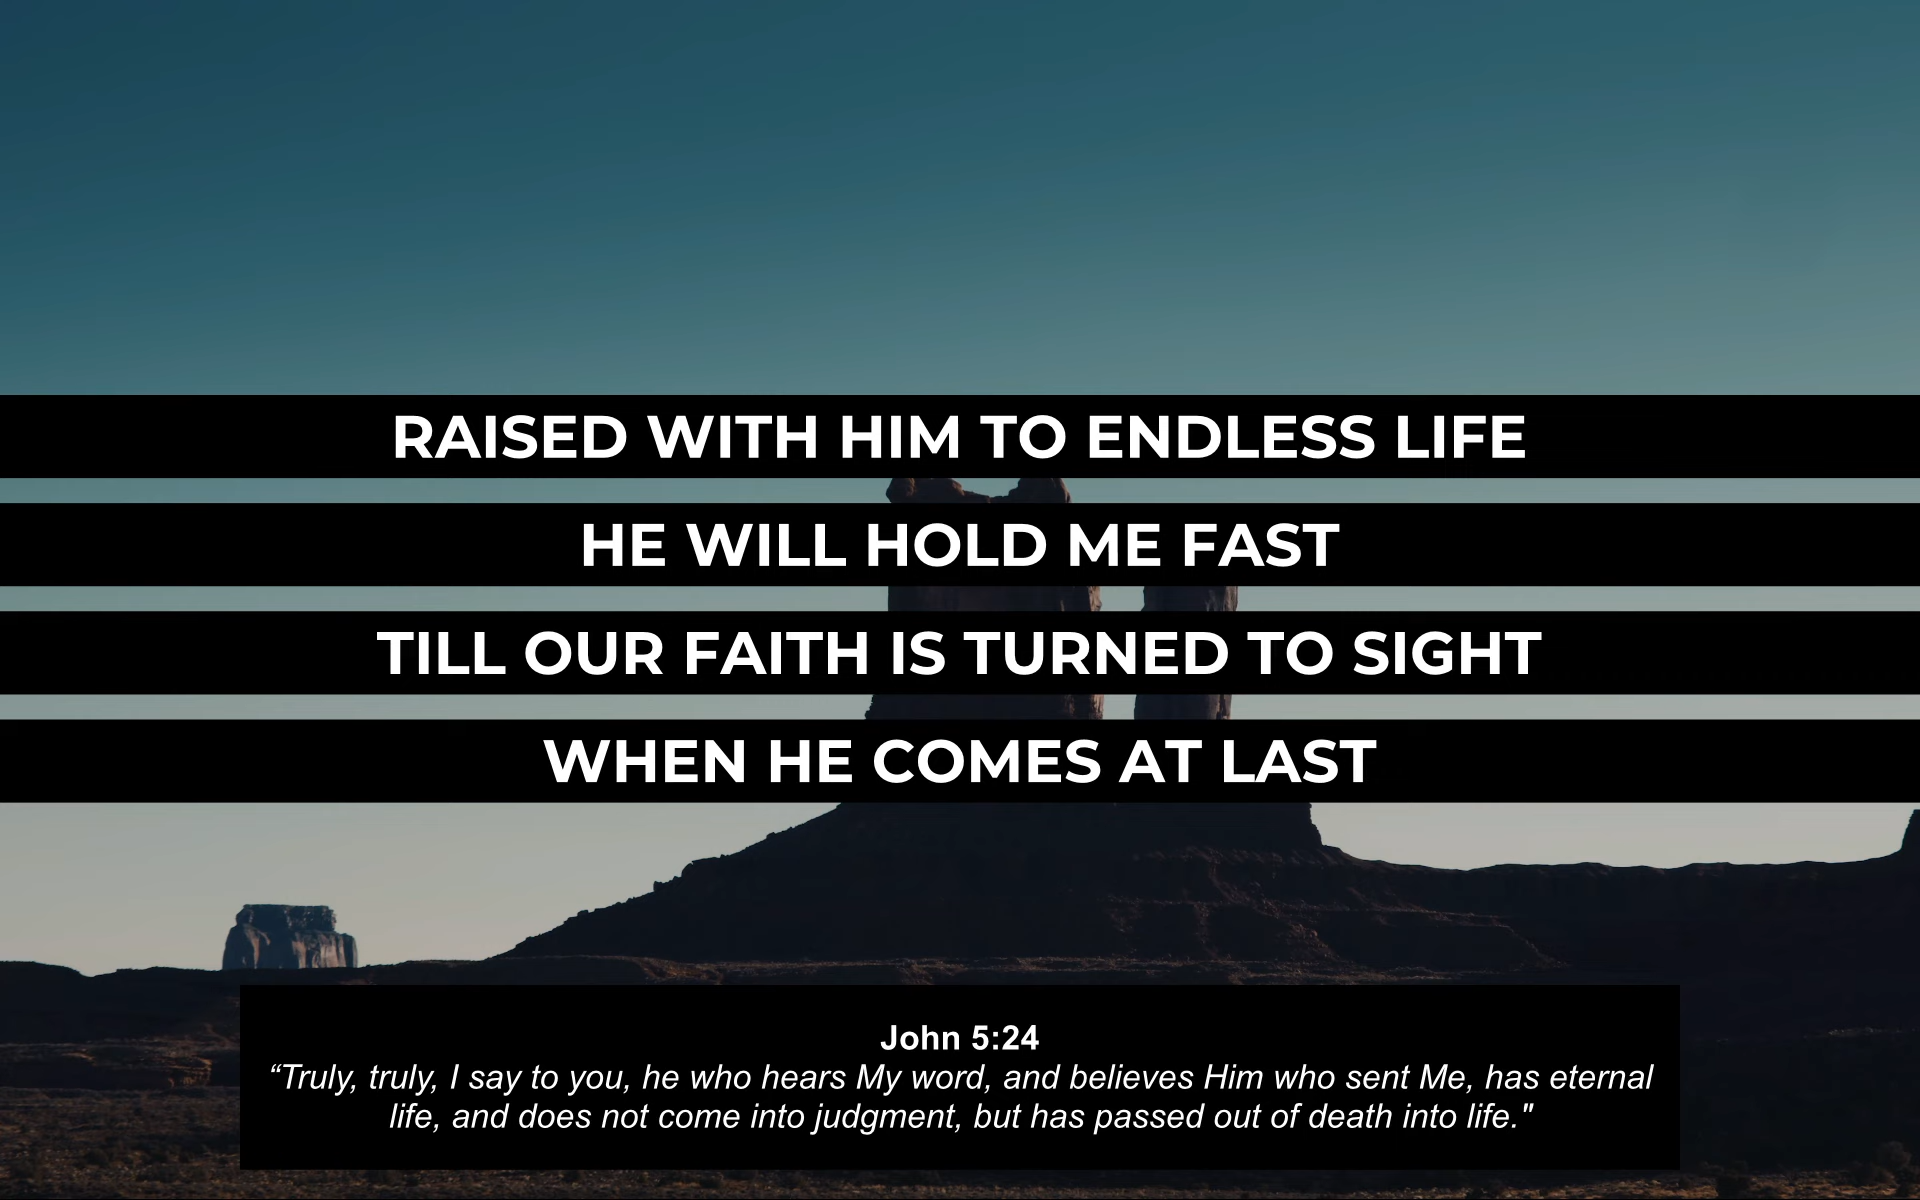 RAISED WITH HIM TO ENDLESS LIFE
HE WILL HOLD ME FAST
TILL OUR FAITH IS TURNED TO SIGHT
WHEN HE COMES AT LAST
John 5:24
“Truly, truly, I say to you, he who hears My word, and believes Him who sent Me, has eternal
life, and does not come into judgment, but has passed out of death into life."